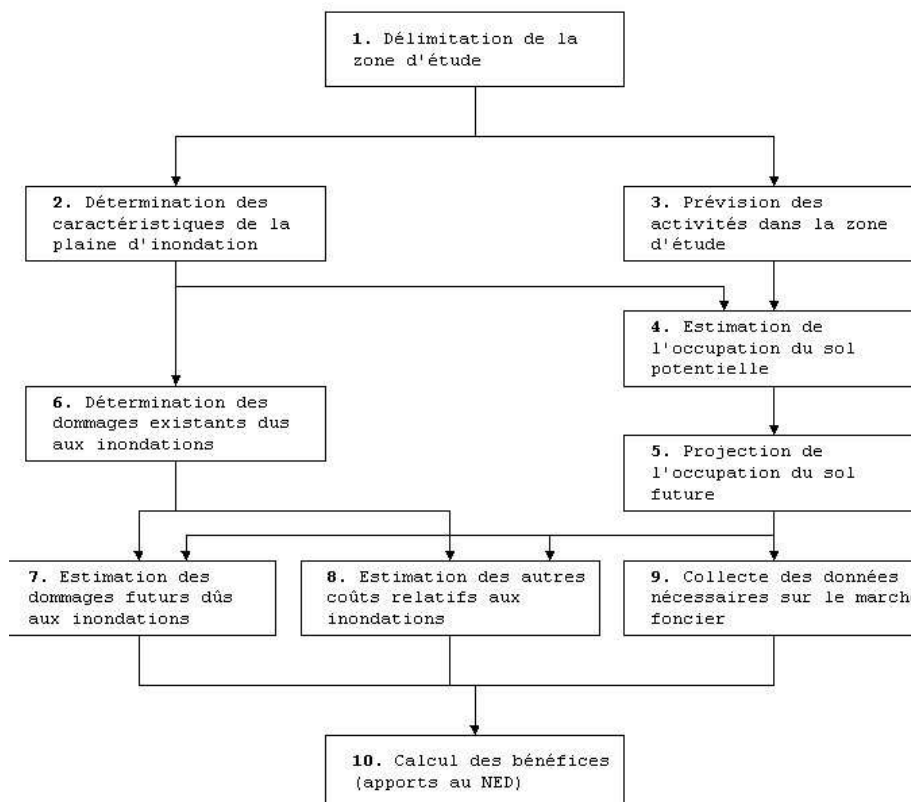 1. Délimitation de la
zone d'étude
2. Détermination des
caractéristiques de la
plaine d'inondation
3. Prévision des
activités dans la zone
d'étude
4. Estimation de
l'occupation du sol
potentielle
6. Détermination des
dommages existants dus
aux inondations
5. Projection de
l'occupation du sol
future
7. Estimation des
dommages futurs dûs
aux inondations
8. Estimation des autres
coûts relatifs aux
inondations
9. Collecte des données
nécessaires sur le march
foncier
10. Calcul des bénéfices
(apports au NED)